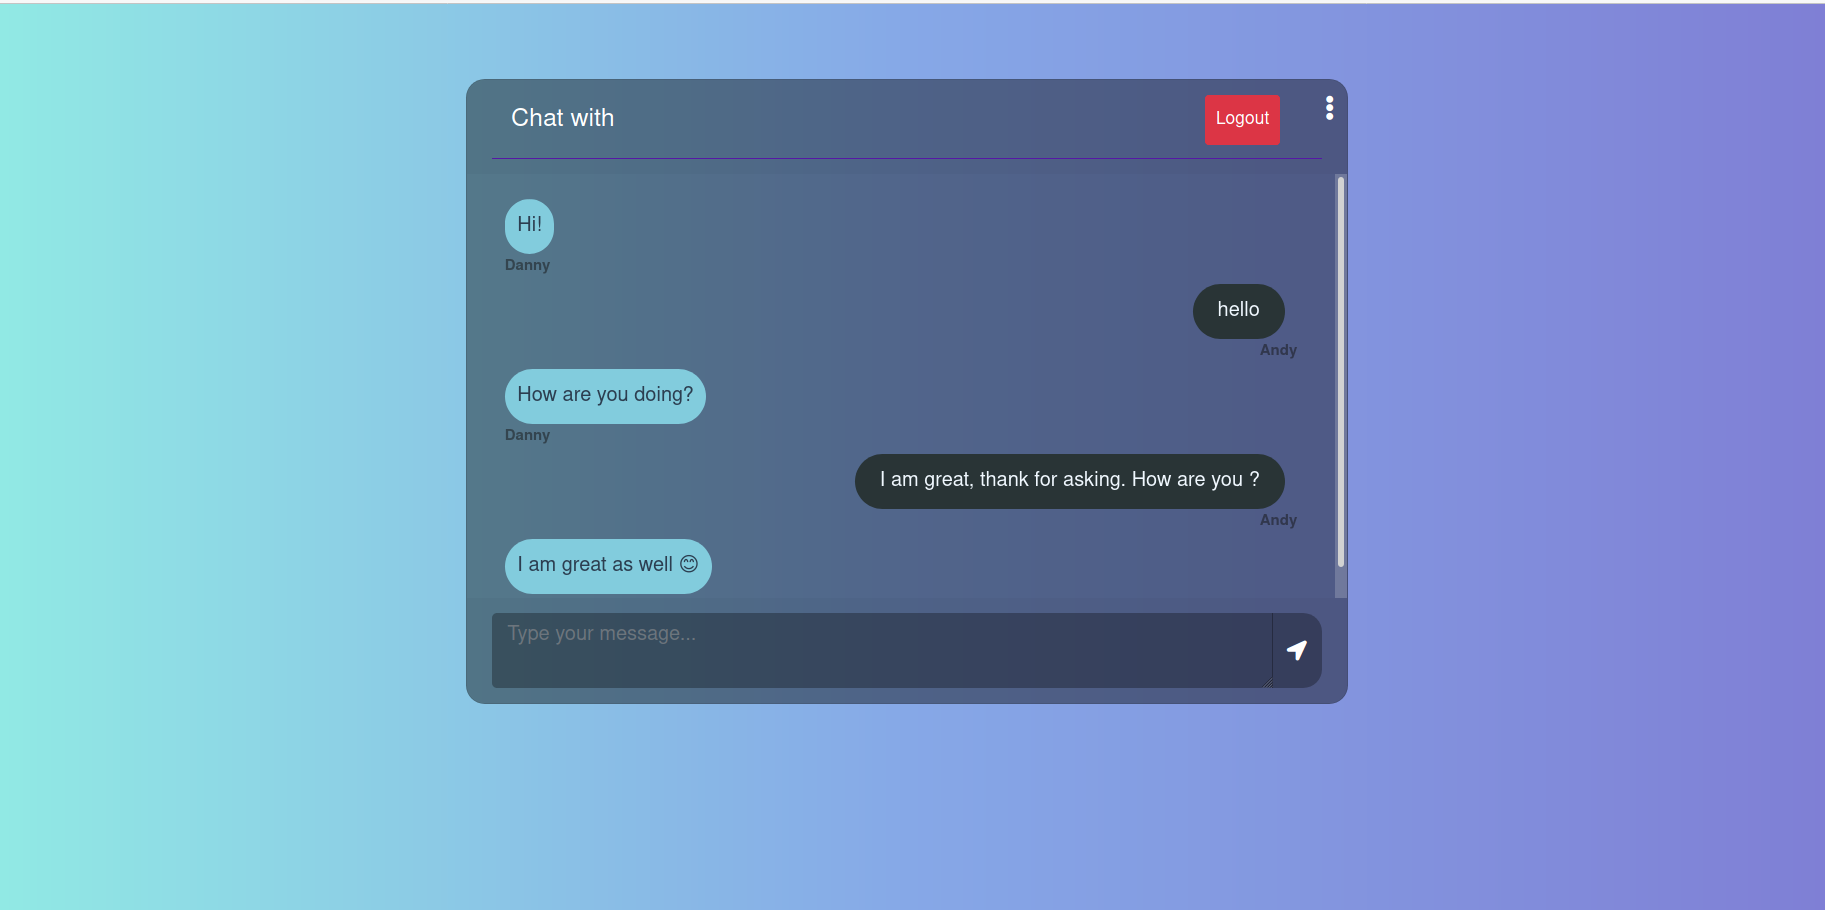 Chat with
Logout
Hi!
Danny
hello
Andy
How are you doing?
Danny
I am great, thank for asking. How are you ?
Andy
I am great as well 😊
Type your message...